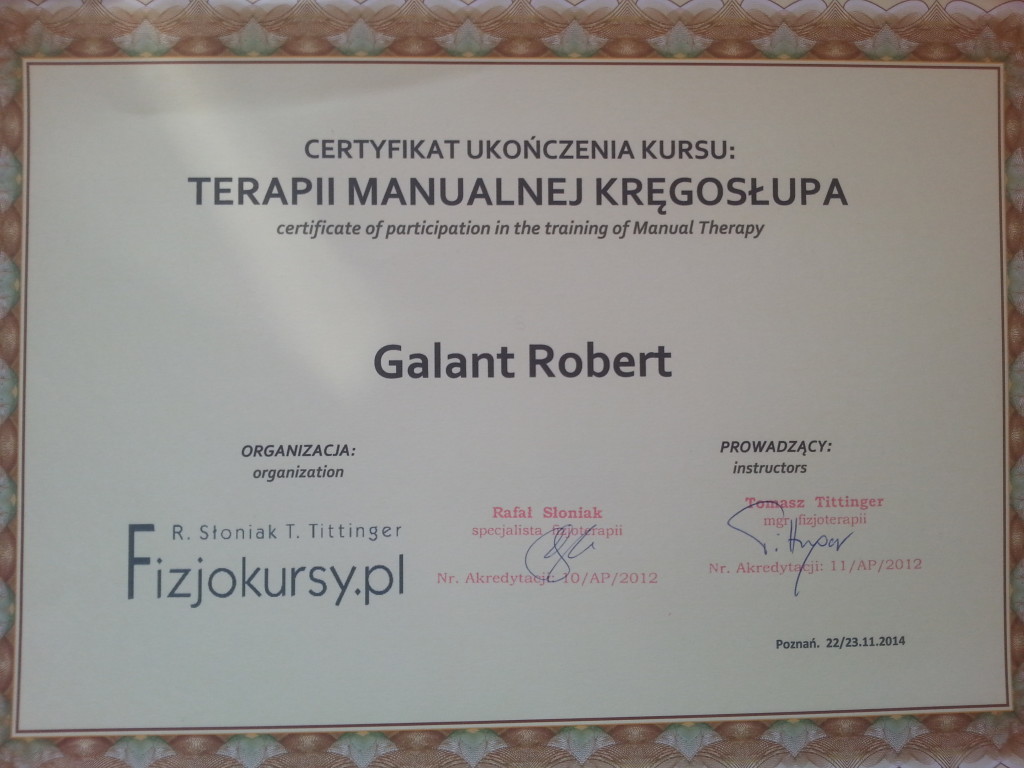 CERTYFIKAT UKOŃCZENIA KURSU:
TERAPII MANUALNEJ KRĘGOSŁUPA
certificate of participation in the training of Manual Therapy
Galant Robert
ORGANIZACJA:
organization
R. Słoniak T. Tittinger
Fizjokursy.pl
Rafał Słoniak
specjalista fizjoterapii
Nr. Akredytacji: 10/AP/2012
PROWADZĄCY:
instructors
Tomasz Tittinger
mgr fizjoterapii
Nr. Akredytacji: 11/AP/2012
Poznań. 22/23.11.2014